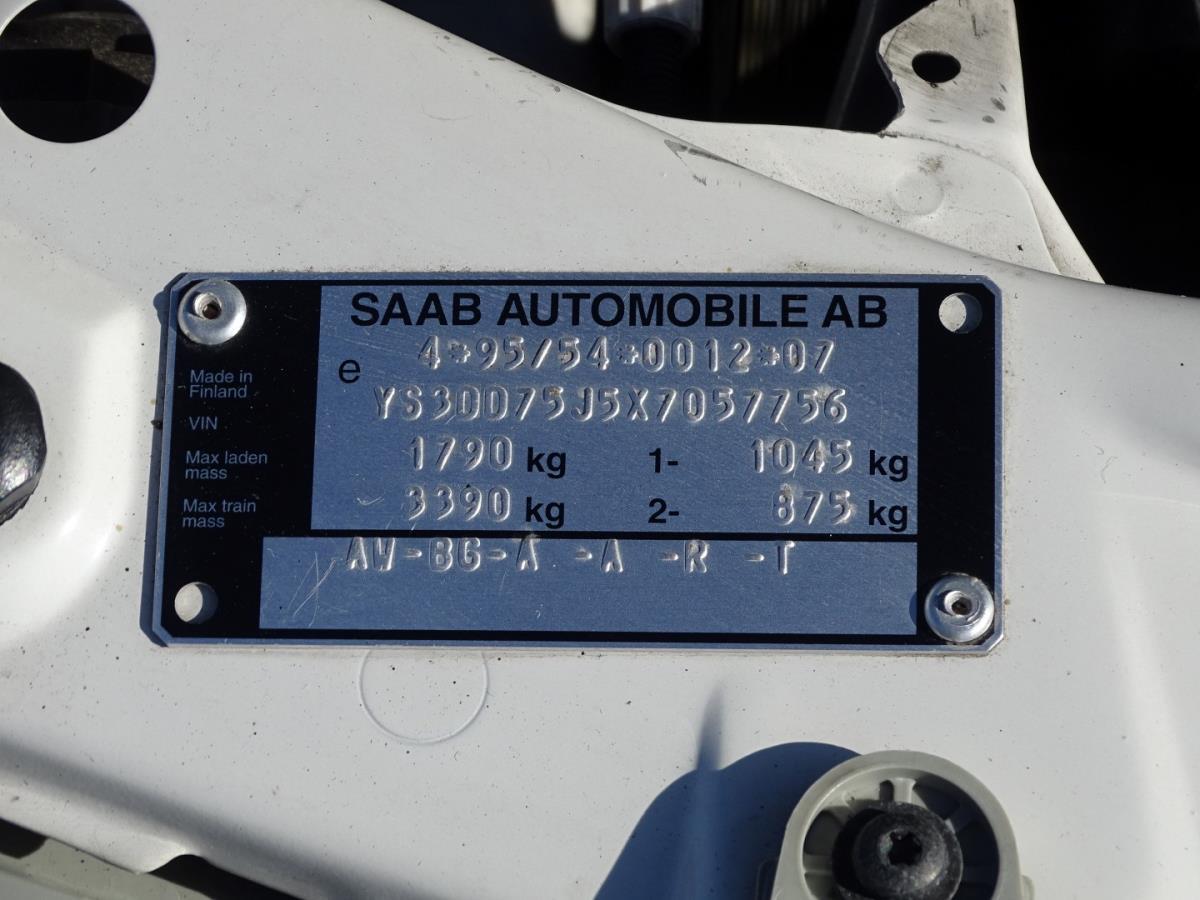 SAAB AUTOMOBILE AB
e 4*95/54*0012*07
Made in
Finland
VIN YS3DD75J5X7057756
Max laden
mass 1790 kg 1- 1045 kg
Max train
mass 3390 kg 2- 875 kg
AW-BG-A -A -R -T